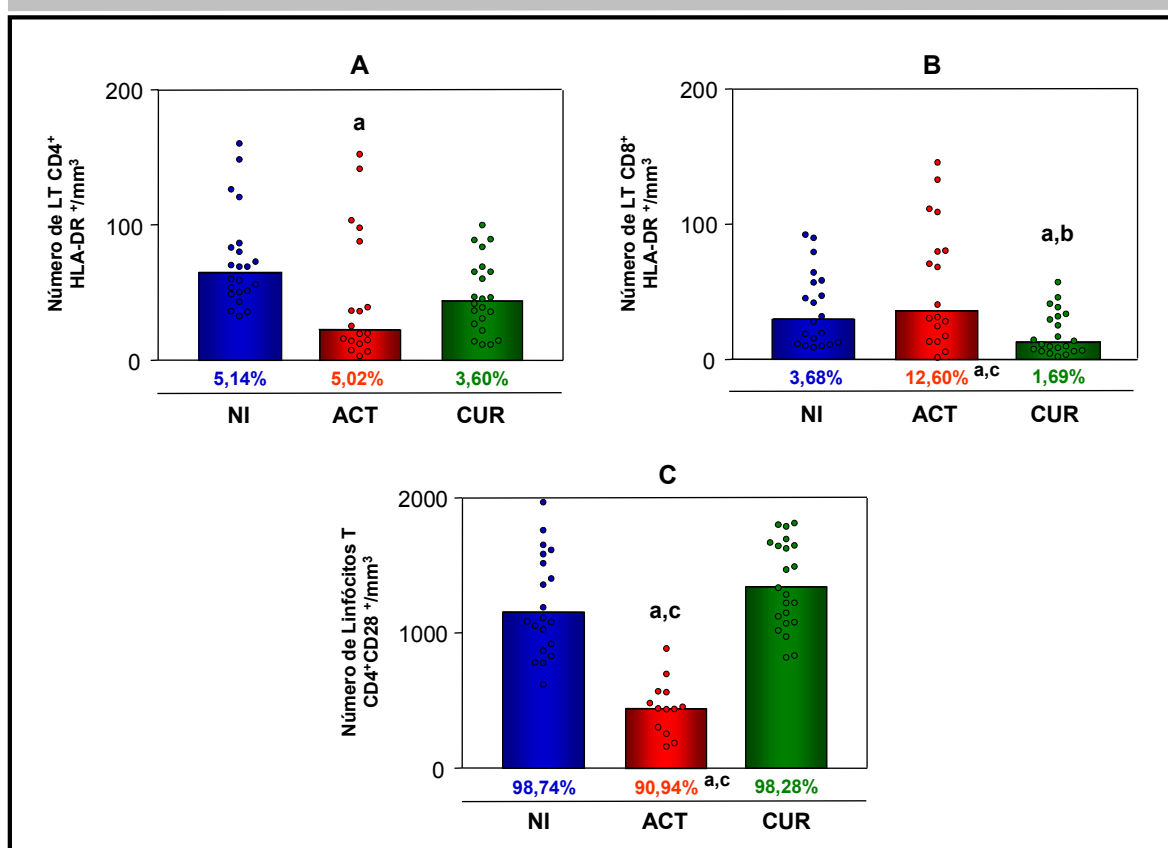 A
Número de LT CD4⁺
HLA-DR ⁺/mm³
200
100
0
a
5,14% 5,02% 3,60%
NI ACT CUR
B
Número de LT CD8⁺
HLA-DR ⁺/mm³
200
100
0
a,b
3,68% 12,60% a,c 1,69%
NI ACT CUR
C
Número de Linfócitos T
CD4⁺CD28 ⁺/mm³
2000
1000
0
a,c
98,74% 90,94% a,c 98,28%
NI ACT CUR